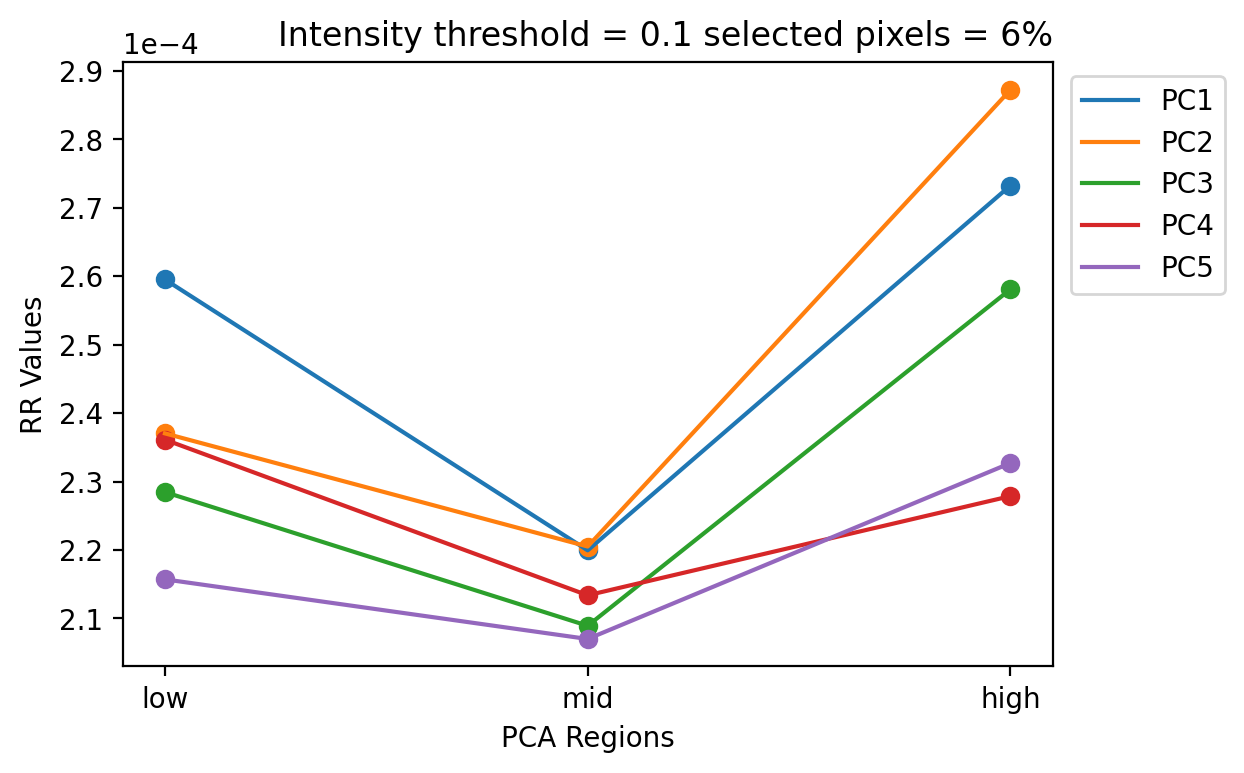 Intensity threshold = 0.1 selected pixels = 6%
1e−4
2.9
2.8
2.7
2.6
2.5
2.4
2.3
2.2
2.1
RR Values
low
mid
high
PCA Regions
PC1
PC2
PC3
PC4
PC5